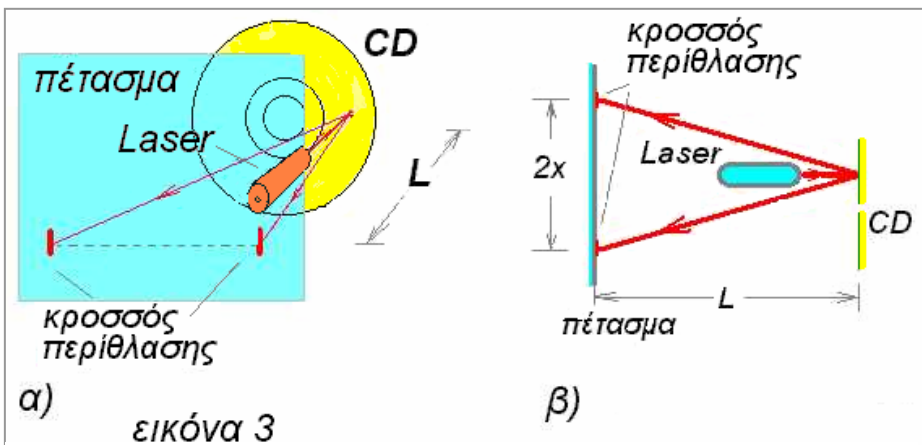 CD
πέτασμα
Laser
L
κροσσός
περίθλασης
α)
εικόνα 3
κροσσός
περίθλασης
Laser
2x
CD
L
πέτασμα
β)